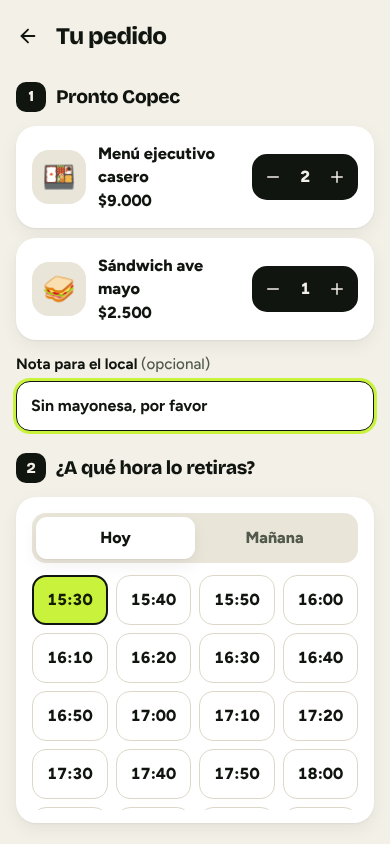 Tu pedido
1 Pronto Copec
Menú ejecutivo
casero
$9.000
2
Sándwich ave
mayo
$2.500
1
Nota para el local (opcional)
Sin mayonesa, por favor
2 ¿A qué hora lo retiras?
Hoy Mañana
15:30 15:40 15:50 16:00
16:10 16:20 16:30 16:40
16:50 17:00 17:10 17:20
17:30 17:40 17:50 18:00